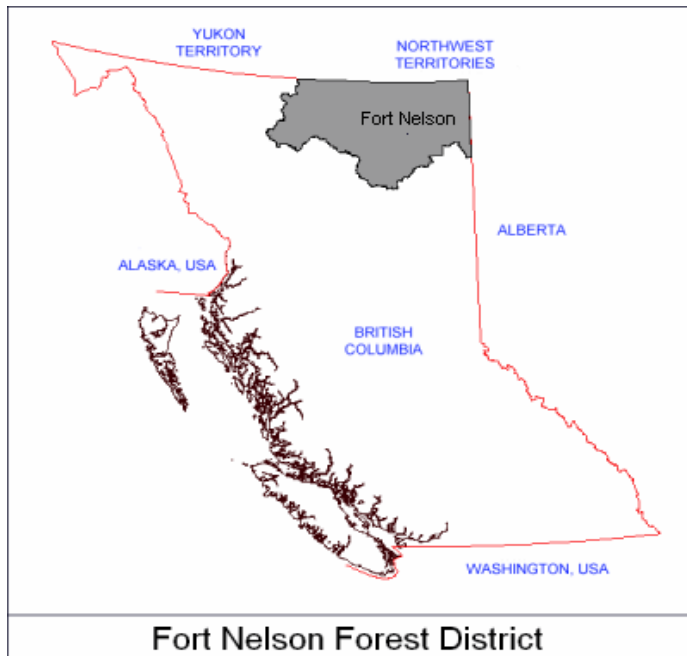 YUKON
TERRITORY
NORTHWEST
TERRITORIES
Fort Nelson
ALBERTA
ALASKA, USA
BRITISH
COLUMBIA
WASHINGTON, USA
Fort Nelson Forest District